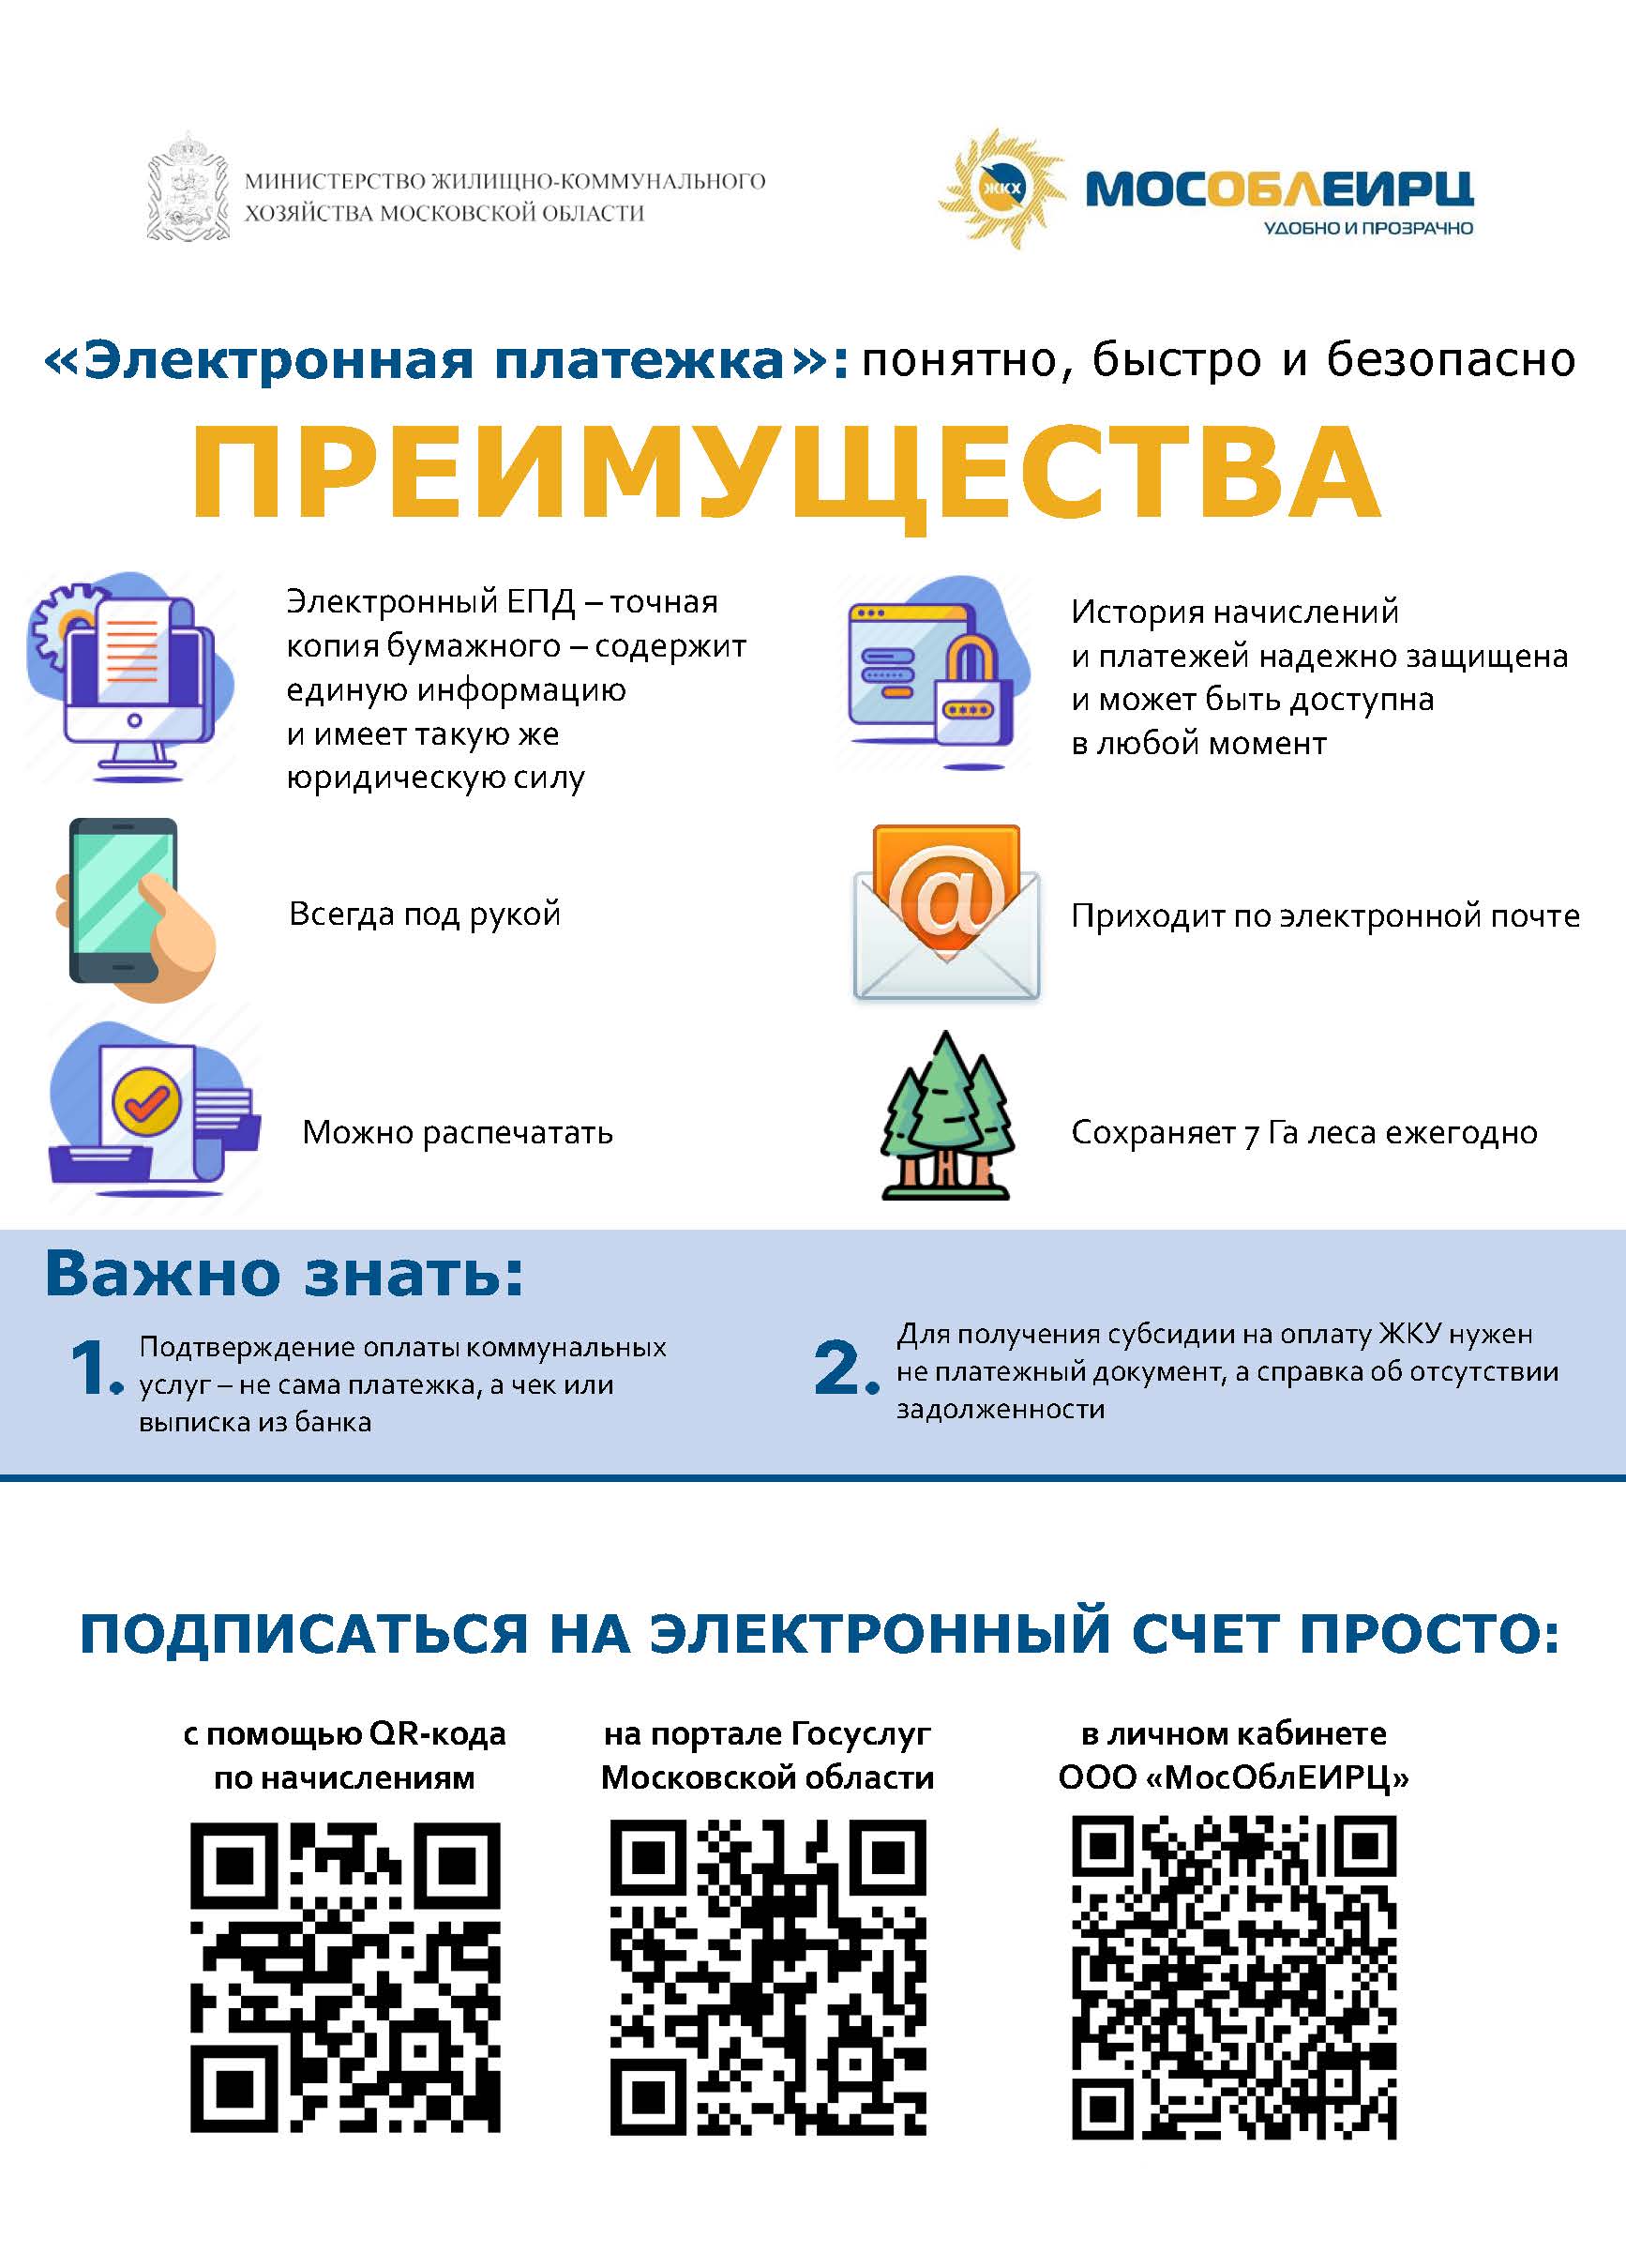 МИНИСТЕРСТВО ЖИЛИЩНО-КОММУНАЛЬНОГО
ХОЗЯЙСТВА МОСКОВСКОЙ ОБЛАСТИ
ЖКХ
МОСОБЛЕИРЦ
УДОБНО И ПРОЗРАЧНО
«Электронная платежка»: понятно, быстро и безопасно
ПРЕИМУЩЕСТВА
Электронный ЕПД – точная
копия бумажного – содержит
единую информацию
и имеет такую же
юридическую силу
История начислений
и платежей надежно защищена
и может быть доступна
в любой момент
Всегда под рукой
@
Приходит по электронной почте
Можно распечатать
Сохраняет 7 Га леса ежегодно
Важно знать:
1. Подтверждение оплаты коммунальных
услуг – не сама платежка, а чек или
выписка из банка
2. Для получения субсидии на оплату ЖКУ нужен
не платежный документ, а справка об отсутствии
задолженности
ПОДПИСАТЬСЯ НА ЭЛЕКТРОННЫЙ СЧЕТ ПРОСТО:
с помощью QR-кода
по начислениям
на портале Госуслуг
Московской области
в личном кабинете
ООО «МосОблЕИРЦ»